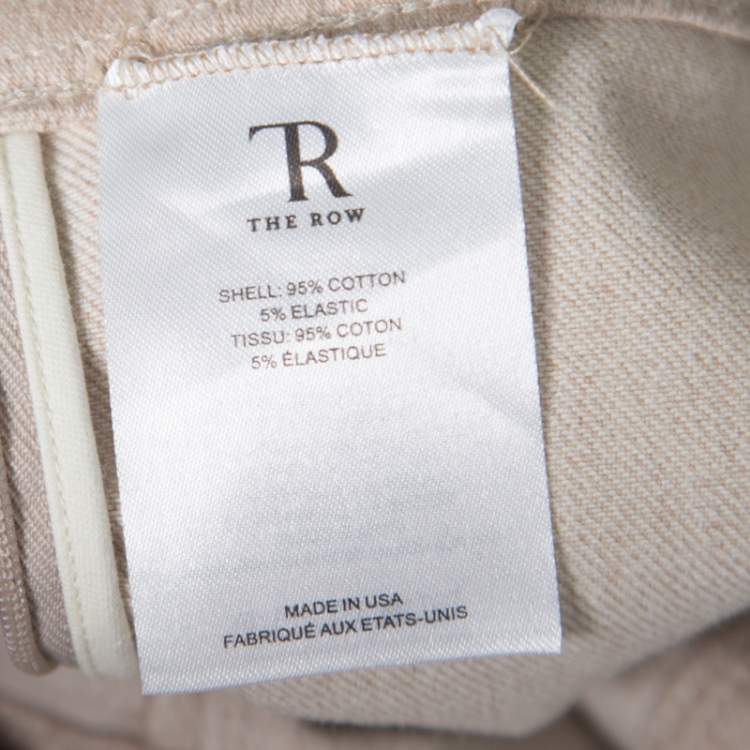 TR
THE ROW
SHELL: 95% COTTON
5% ELASTIC
TISSU: 95% COTON
5% ÉLASTIQUE
MADE IN USA
FABRIQUÉ AUX ETATS-UNIS